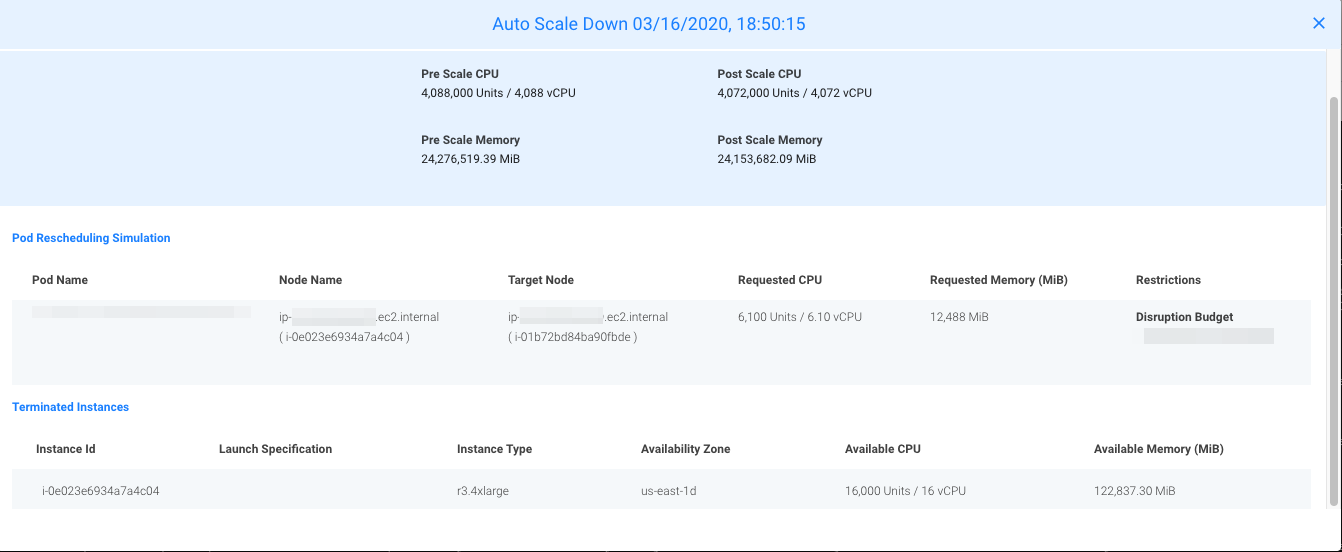 Auto Scale Down 03/16/2020, 18:50:15
Pre Scale CPU Post Scale CPU
4,088,000 Units / 4,088 vCPU 4,072,000 Units / 4,072 vCPU
Pre Scale Memory Post Scale Memory
24,276,519.39 MiB 24,153,682.09 MiB
Pod Rescheduling Simulation
Pod Name Node Name Target Node Requested CPU Requested Memory (MiB) Restrictions
ip- .ec2.internal ip- .ec2.internal 6,100 Units / 6.10 vCPU 12,488 MiB Disruption Budget
( i-0e023e6934a7a4c04 ) ( i-01b72bd84ba90fbde )
Terminated Instances
Instance Id Launch Specification Instance Type Availability Zone Available CPU Available Memory (MiB)
i-0e023e6934a7a4c04 r3.4xlarge us-east-1d 16,000 Units / 16 vCPU 122,837.30 MiB